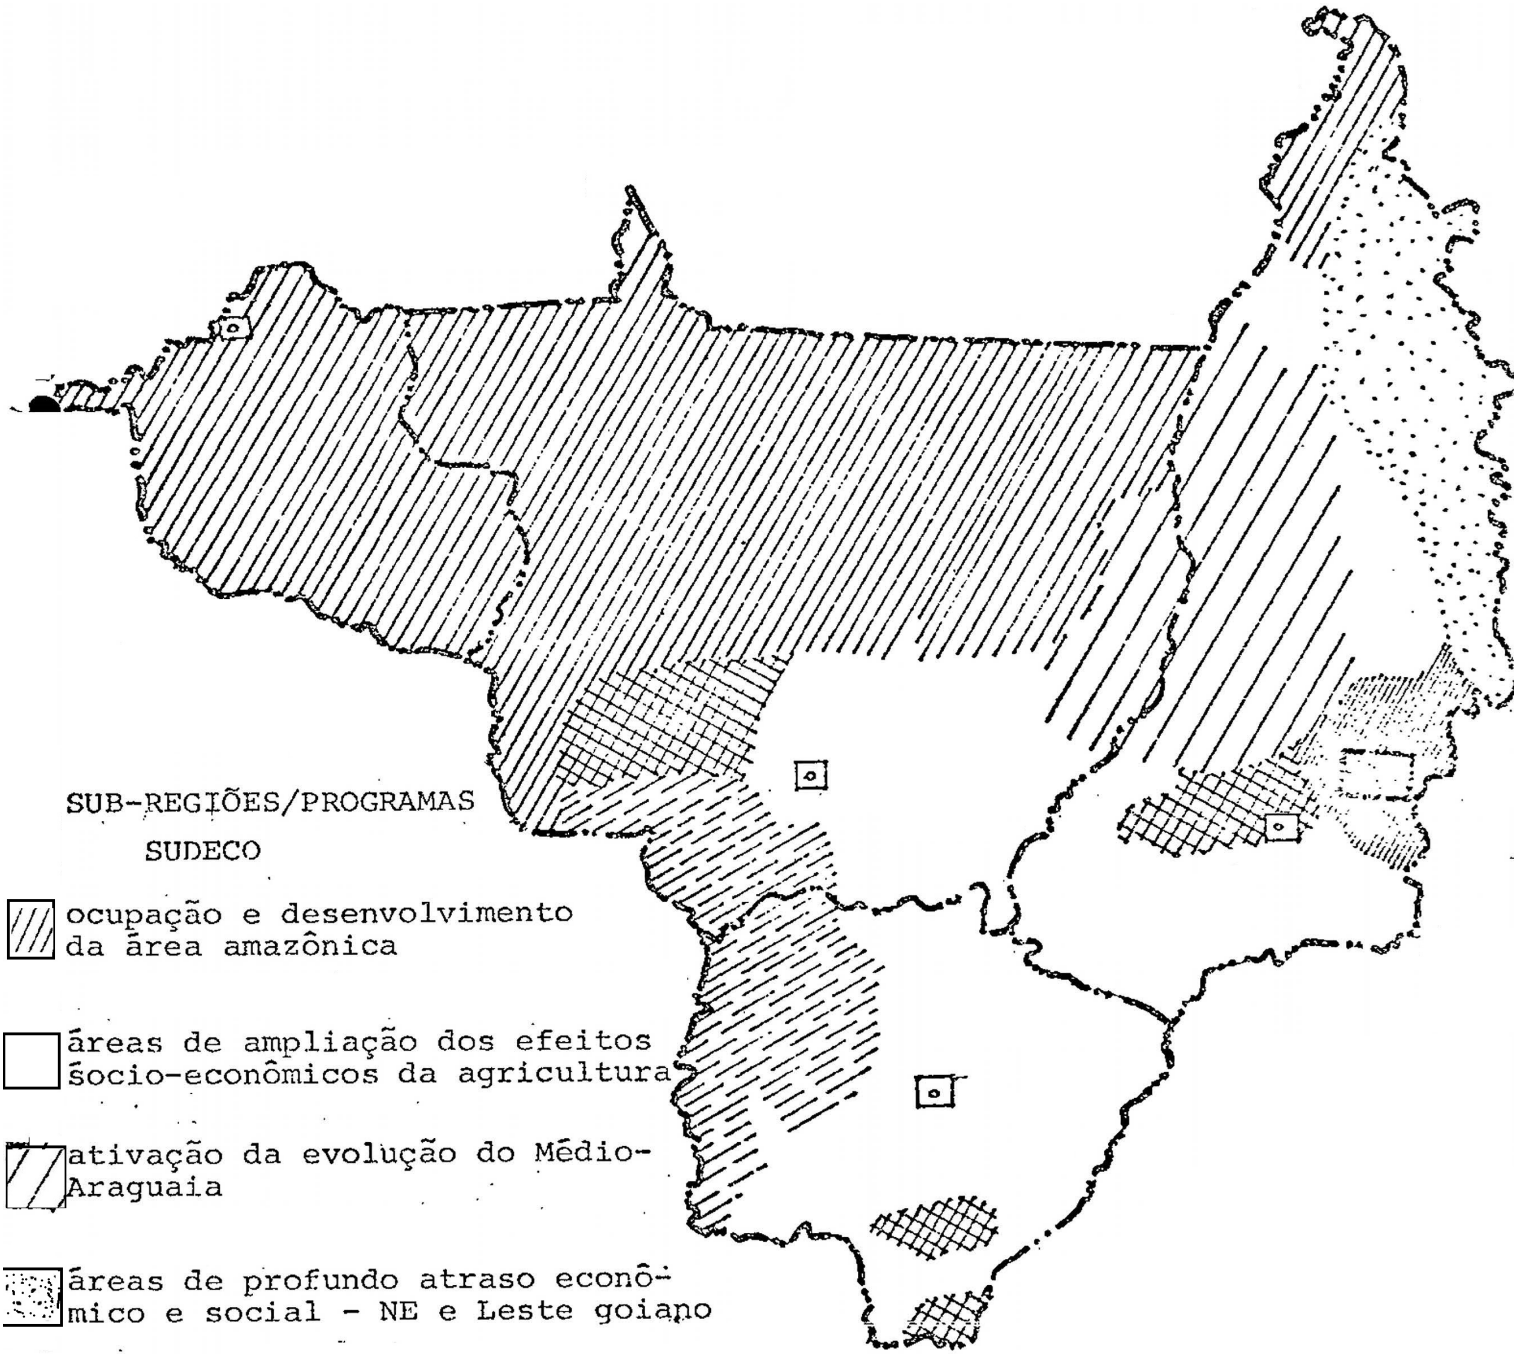 SUB-REGIÕES/PROGRAMAS
SUDECO
ocupação e desenvolvimento
da área amazônica
áreas de ampliação dos efeitos
socio-econômicos da agricultura
ativação da evolução do Médio-
Araguaia
áreas de profundo atraso econô-
mico e social - NE e Leste goiano